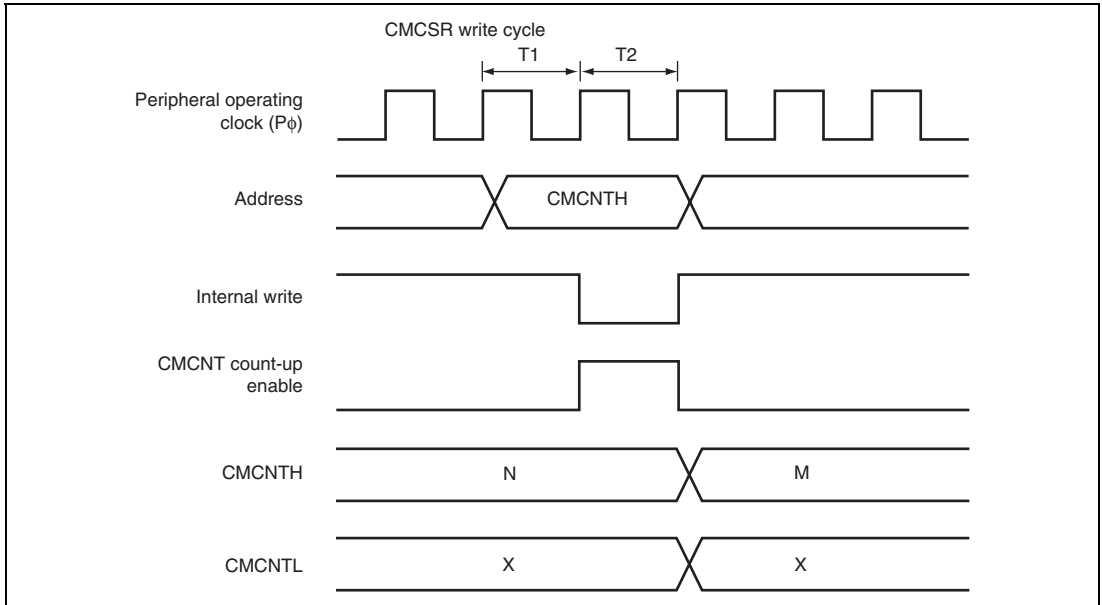 CMCSR write cycle
T1 T2
Peripheral operating
clock (Pφ)
Address CMCNTH
Internal write
CMCNT count-up
enable
CMCNTH N M
CMCNTL X X